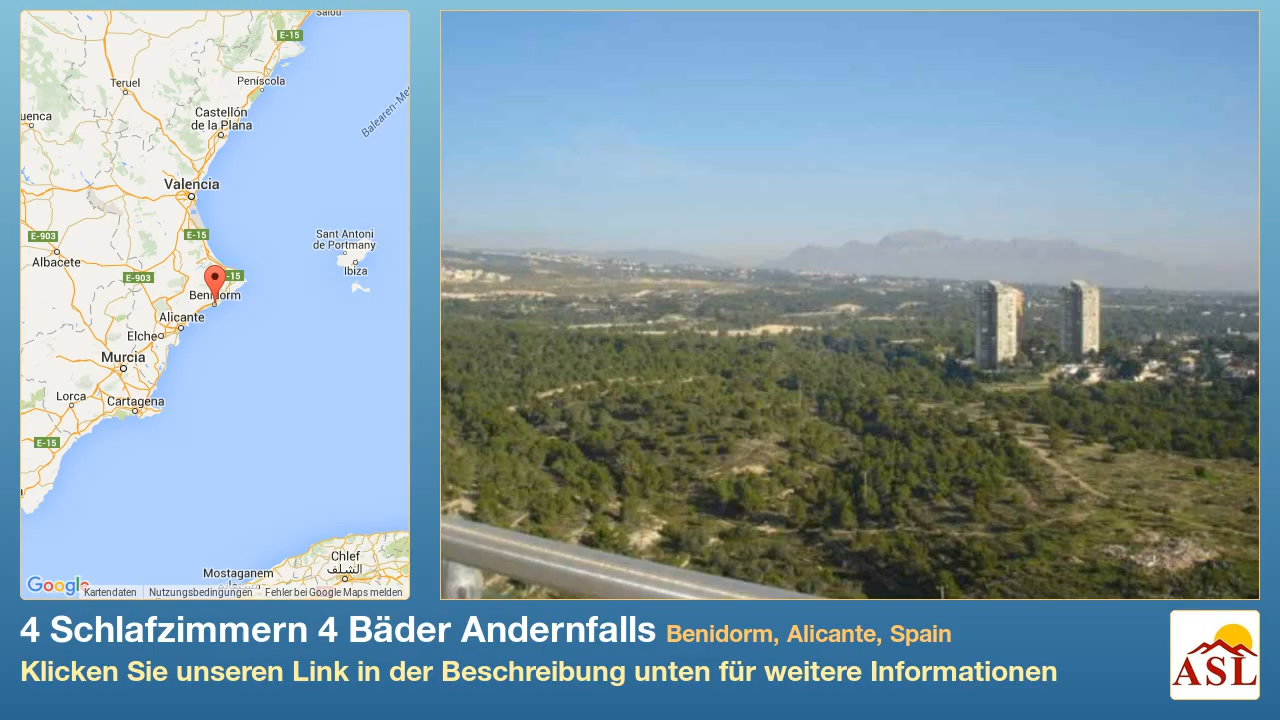 Salou
E-15
Teruel
Peníscola
uenca
Castellón
de la Plana
Valencia
E-903
E-15
Sant Antoni
de Portmany
Albacete
E-903
-15
Ibiza
Benidorm
Alicante
Elche
Murcia
Lorca
Cartagena
E-15
Chlef
الشلف
Mostaganem
Google
Kartendaten
Nutzungsbedingungen
Fehler bei Google Maps melden
4 Schlafzimmern 4 Bäder Andernfalls Benidorm, Alicante, Spain
Klicken Sie unseren Link in der Beschreibung unten für weitere Informationen
ASL